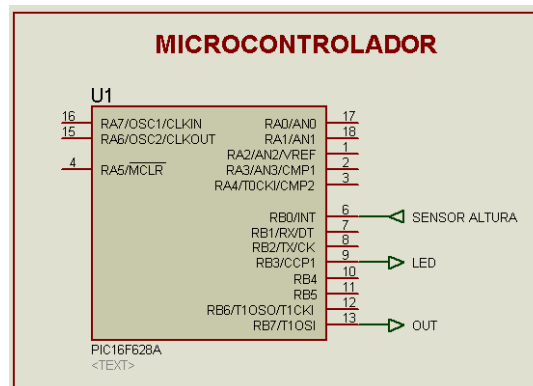 MICROCONTROLADOR
U1
16 RA7/OSC1/CLKIN RA0/AN0 17
15 RA6/OSC2/CLKOUT RA1/AN1 18
RA2/AN2/VREF 1
4 RA5/MCLR RA3/AN3/CMP1 2
RA4/T0CKI/CMP2 3
RB0/INT 6 SENSOR ALTURA
RB1/RX/DT 7
RB2/TX/CK 8
RB3/CCP1 9 LED
RB4 10
RB5 11
RB6/T1OSO/T1CKI 12
RB7/T1OSI 13 OUT
PIC16F628A
<TEXT>